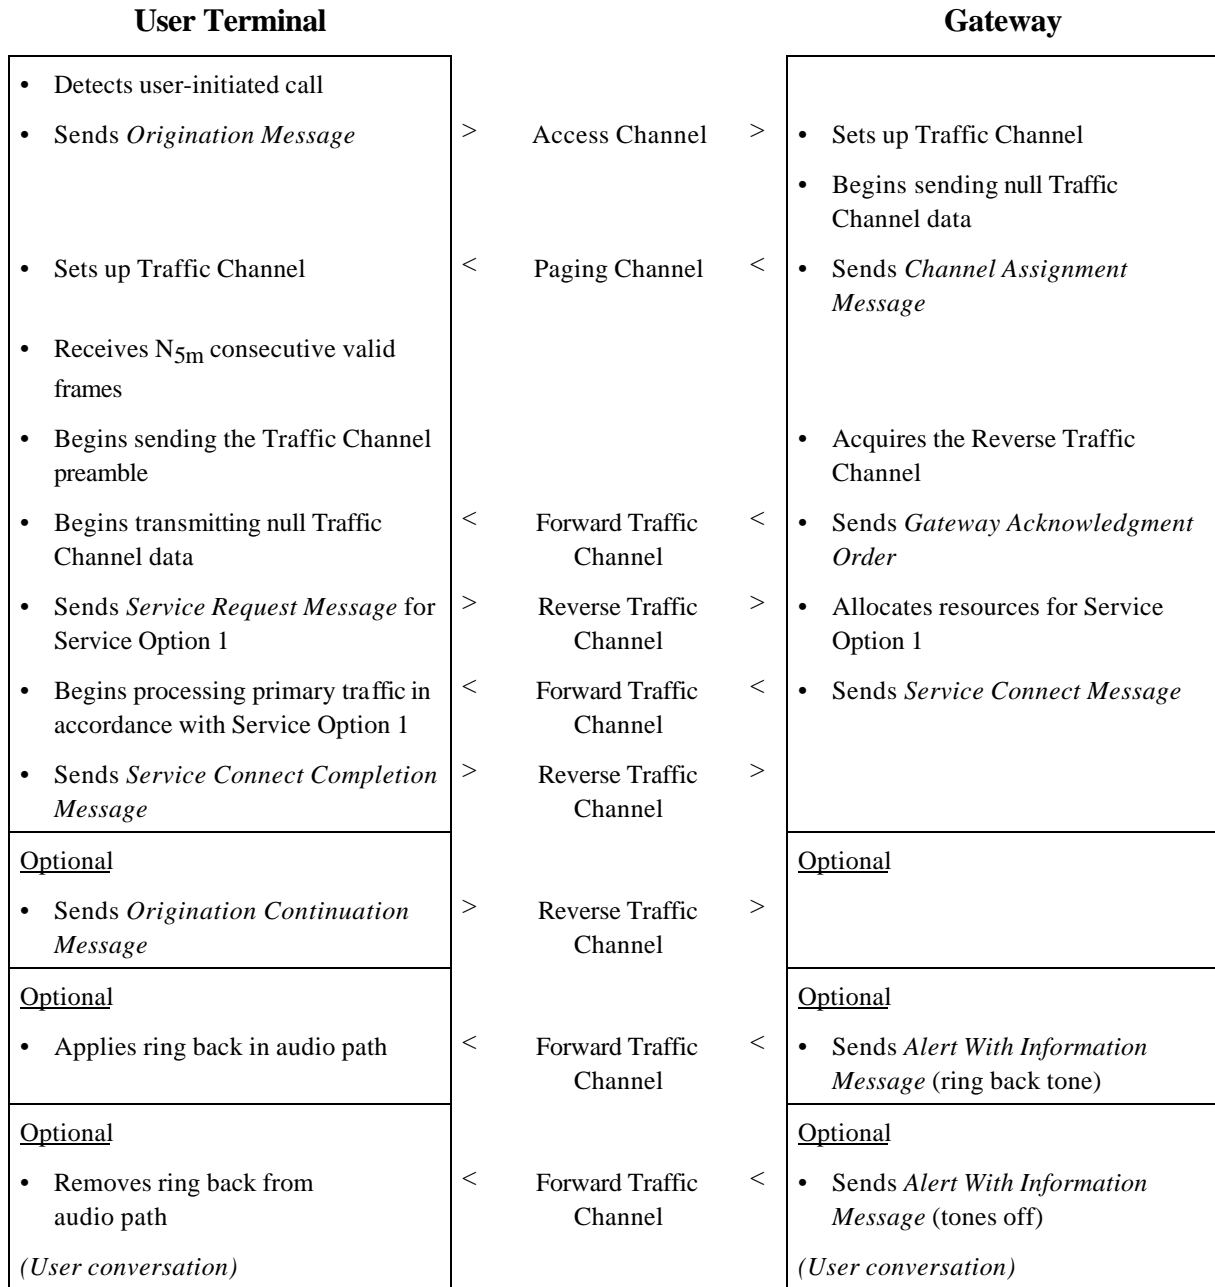 User Terminal Gateway
• Detects user-initiated call
• Sends Origination Message > Access Channel > • Sets up Traffic Channel
• Begins sending null Traffic
Channel data
• Sets up Traffic Channel < Paging Channel < • Sends Channel Assignment
Message
• Receives N5m consecutive valid
frames
• Begins sending the Traffic Channel • Acquires the Reverse Traffic
preamble Channel
• Begins transmitting null Traffic < Forward Traffic < • Sends Gateway Acknowledgment
Channel data Channel Order
• Sends Service Request Message for > Reverse Traffic > • Allocates resources for Service
Service Option 1 Channel Option 1
• Begins processing primary traffic in < Forward Traffic < • Sends Service Connect Message
accordance with Service Option 1 Channel
• Sends Service Connect Completion > Reverse Traffic >
Message Channel
Optional Optional
• Sends Origination Continuation > Reverse Traffic >
Message Channel
Optional Optional
• Applies ring back in audio path < Forward Traffic < • Sends Alert With Information
Channel Message (ring back tone)
Optional Optional
• Removes ring back from < Forward Traffic < • Sends Alert With Information
audio path Channel Message (tones off)
(User conversation) (User conversation)